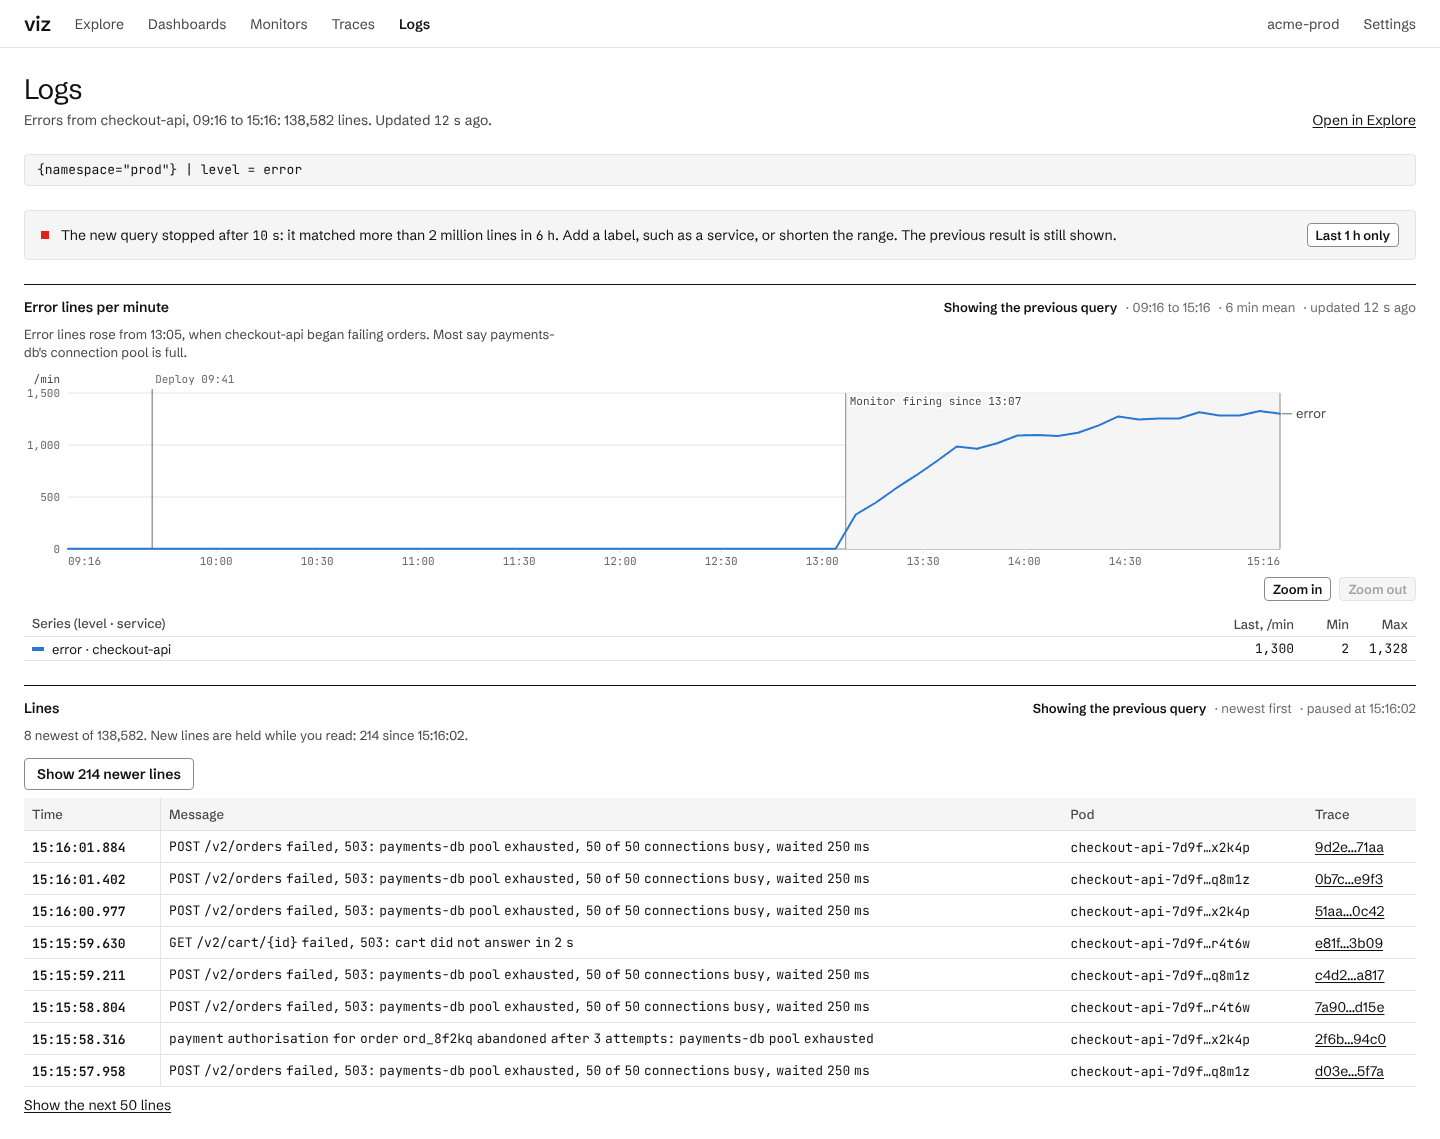 viz Explore Dashboards Monitors Traces Logs acme-prod Settings
Logs
Errors from checkout-api, 09:16 to 15:16: 138,582 lines. Updated 12 s ago. Open in Explore
{namespace="prod"} | level = error
The new query stopped after 10 s: it matched more than 2 million lines in 6 h. Add a label, such as a service, or shorten the range. The previous result is still shown. Last 1 h only
Error lines per minute Showing the previous query · 09:16 to 15:16 · 6 min mean · updated 12 s ago
Error lines rose from 13:05, when checkout-api began failing orders. Most say payments-
db's connection pool is full.
/min Deploy 09:41
1,500
Monitor firing since 13:07
error
1,000
500
0
09:16 10:00 10:30 11:00 11:30 12:00 12:30 13:00 13:30 14:00 14:30 15:16
Zoom in Zoom out
Series (level · service) Last, /min Min Max
error · checkout-api 1,300 2 1,328
Lines Showing the previous query · newest first · paused at 15:16:02
8 newest of 138,582. New lines are held while you read: 214 since 15:16:02.
Show 214 newer lines
Time Message Pod Trace
15:16:01.884 POST /v2/orders failed, 503: payments-db pool exhausted, 50 of 50 connections busy, waited 250 ms checkout-api-7d9f…x2k4p 9d2e…71aa
15:16:01.402 POST /v2/orders failed, 503: payments-db pool exhausted, 50 of 50 connections busy, waited 250 ms checkout-api-7d9f…q8m1z 0b7c…e9f3
15:16:00.977 POST /v2/orders failed, 503: payments-db pool exhausted, 50 of 50 connections busy, waited 250 ms checkout-api-7d9f…x2k4p 51aa…0c42
15:15:59.630 GET /v2/cart/{id} failed, 503: cart did not answer in 2 s checkout-api-7d9f…r4t6w e81f…3b09
15:15:59.211 POST /v2/orders failed, 503: payments-db pool exhausted, 50 of 50 connections busy, waited 250 ms checkout-api-7d9f…q8m1z c4d2…a817
15:15:58.804 POST /v2/orders failed, 503: payments-db pool exhausted, 50 of 50 connections busy, waited 250 ms checkout-api-7d9f…r4t6w 7a90…d15e
15:15:58.316 payment authorisation for order ord_8f2kq abandoned after 3 attempts: payments-db pool exhausted checkout-api-7d9f…x2k4p 2f6b…94c0
15:15:57.958 POST /v2/orders failed, 503: payments-db pool exhausted, 50 of 50 connections busy, waited 250 ms checkout-api-7d9f…q8m1z d03e…5f7a
Show the next 50 lines